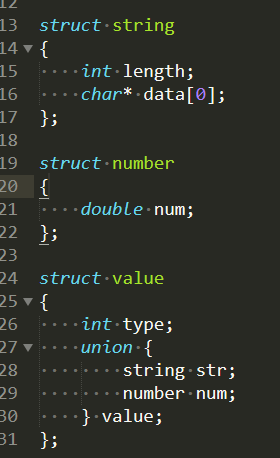 12
13 struct string
14 {
15     int length;
16     char* data[0];
17 };
18
19 struct number
20 {
21     double num;
22 };
23
24 struct value
25 {
26     int type;
27     union {
28         string str;
29         number num;
30     } value;
31 };